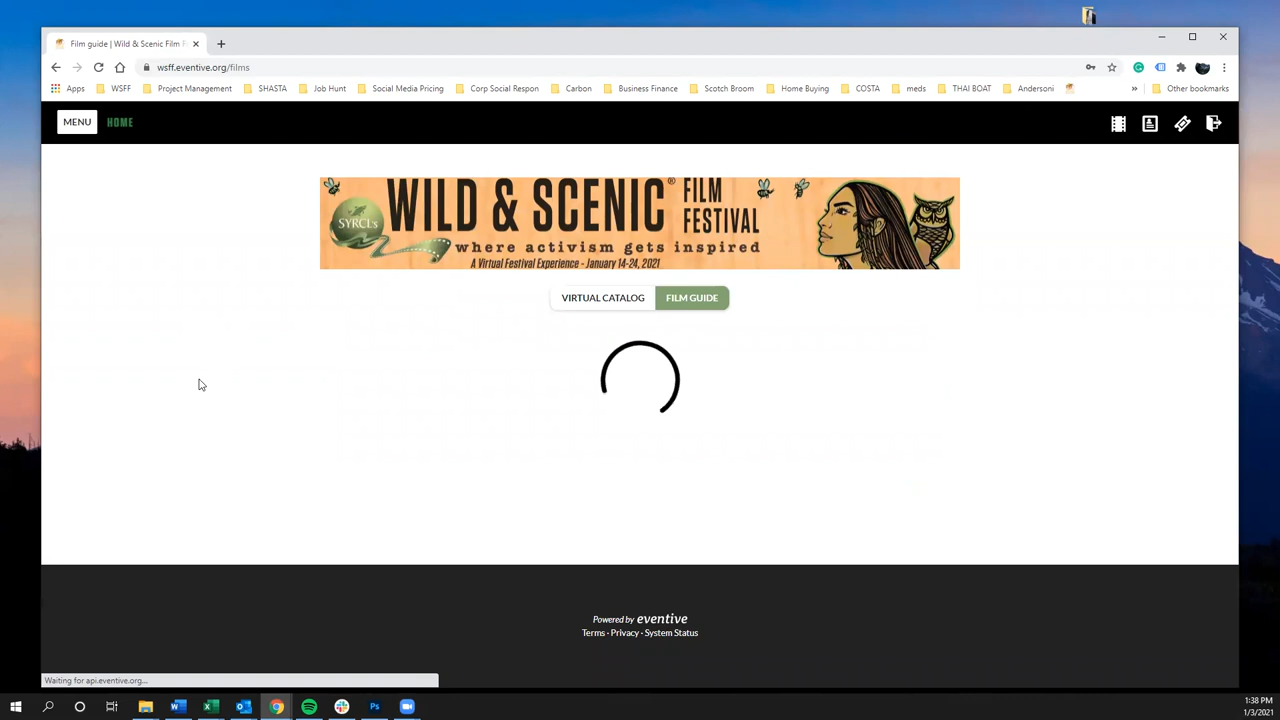 Film guide | Wild & Scenic Film F
wsff.eventive.org/films
Apps WSFF Project Management SHASTA Job Hunt Social Media Pricing Corp Social Respon Carbon Business Finance Scotch Broom Home Buying COSTA meds THAI BOAT Andersoni » Other bookmarks
MENU HOME
SYRCL's
WILD & SCENIC® FILM FESTIVAL
where activism gets inspired
A Virtual Festival Experience - January 14-24, 2021
VIRTUAL CATALOG FILM GUIDE
Powered by eventive
Terms · Privacy · System Status
Waiting for api.eventive.org...
1:38 PM
1/3/2021